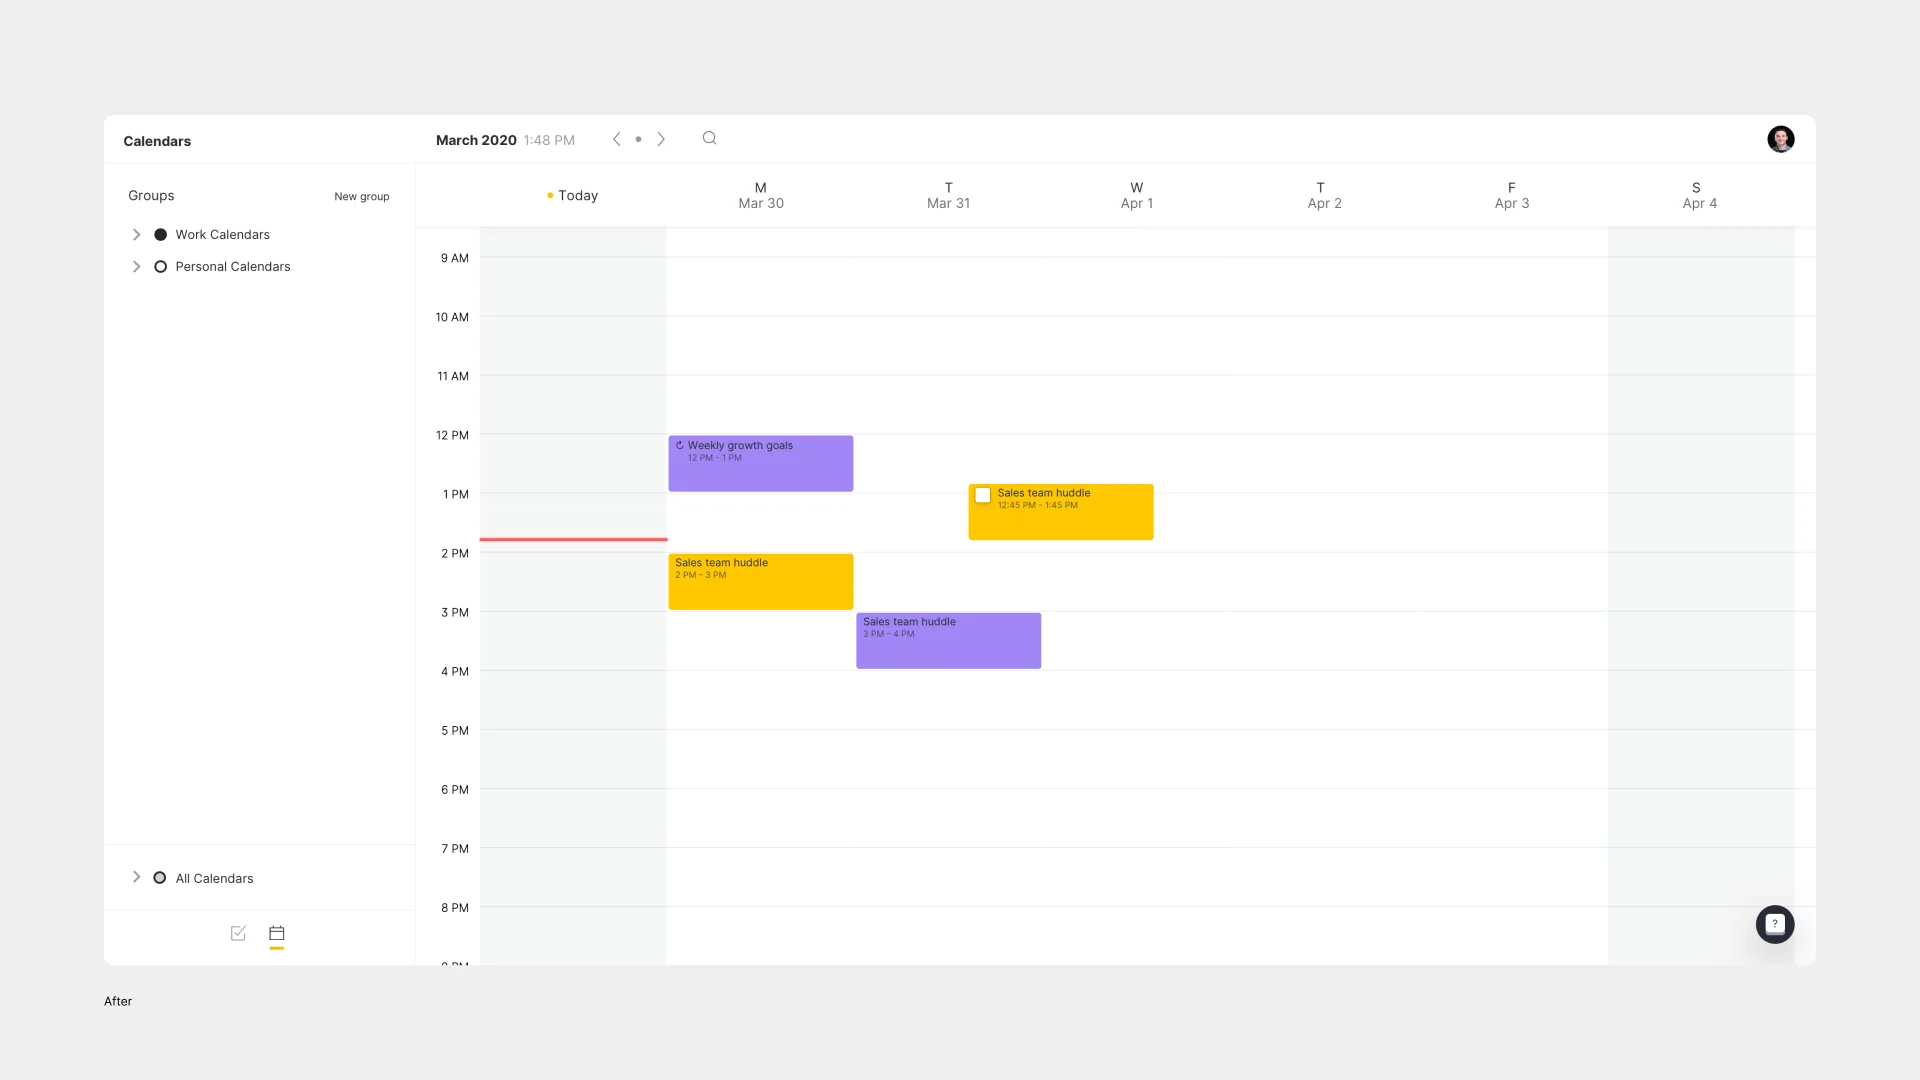 Calendars
March 2020 1:48 PM
Groups
New group
Work Calendars
Personal Calendars
Today
M
Mar 30
T
Mar 31
W
Apr 1
T
Apr 2
F
Apr 3
S
Apr 4
9 AM
10 AM
11 AM
12 PM
1 PM
2 PM
3 PM
4 PM
5 PM
6 PM
7 PM
8 PM
Weekly growth goals
12 PM - 1 PM
Sales team huddle
12:45 PM - 1:45 PM
Sales team huddle
2 PM - 3 PM
Sales team huddle
3 PM - 4 PM
All Calendars
?
After